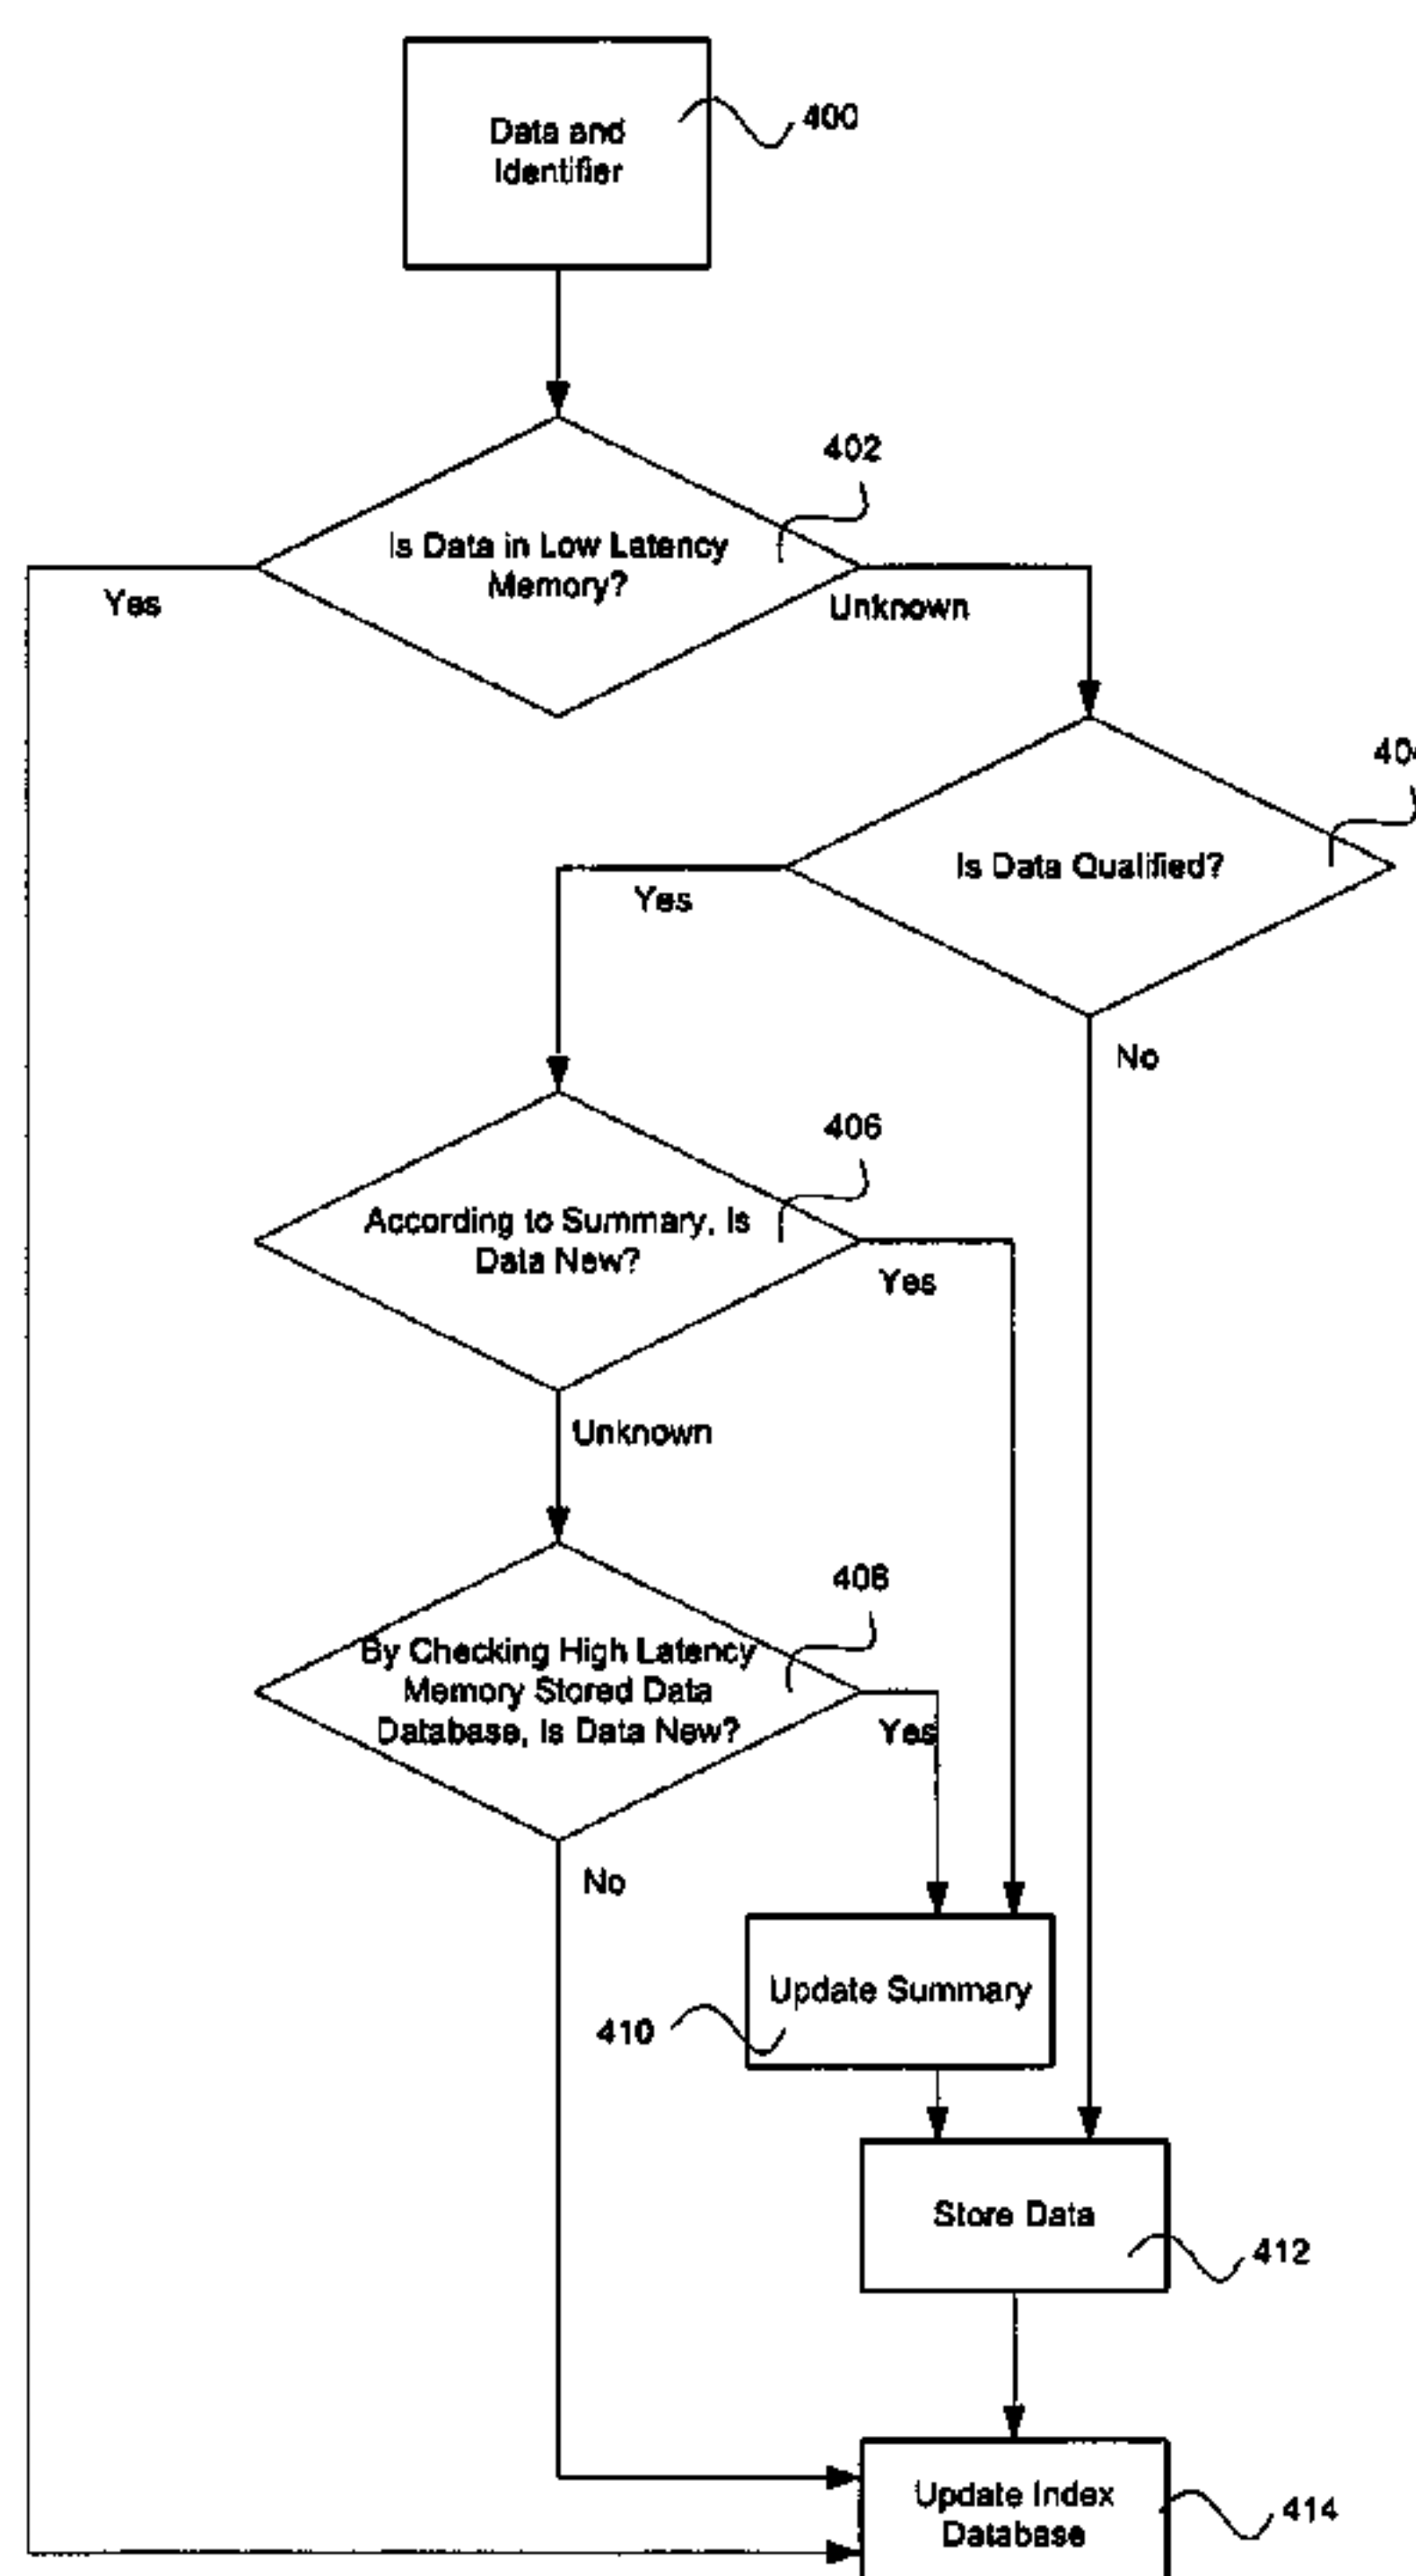 Data and
Identifier
400
402
Is Data in Low Latency
Memory?
Yes
Unknown
Is Data Qualified?
Yes
No
406
According to Summary, Is
Data New?
Yes
Unknown
408
By Checking High Latency
Memory Stored Data
Database, Is Data New?
Yes
No
Update Summary
410
Store Data
412
Update Index
Database
414